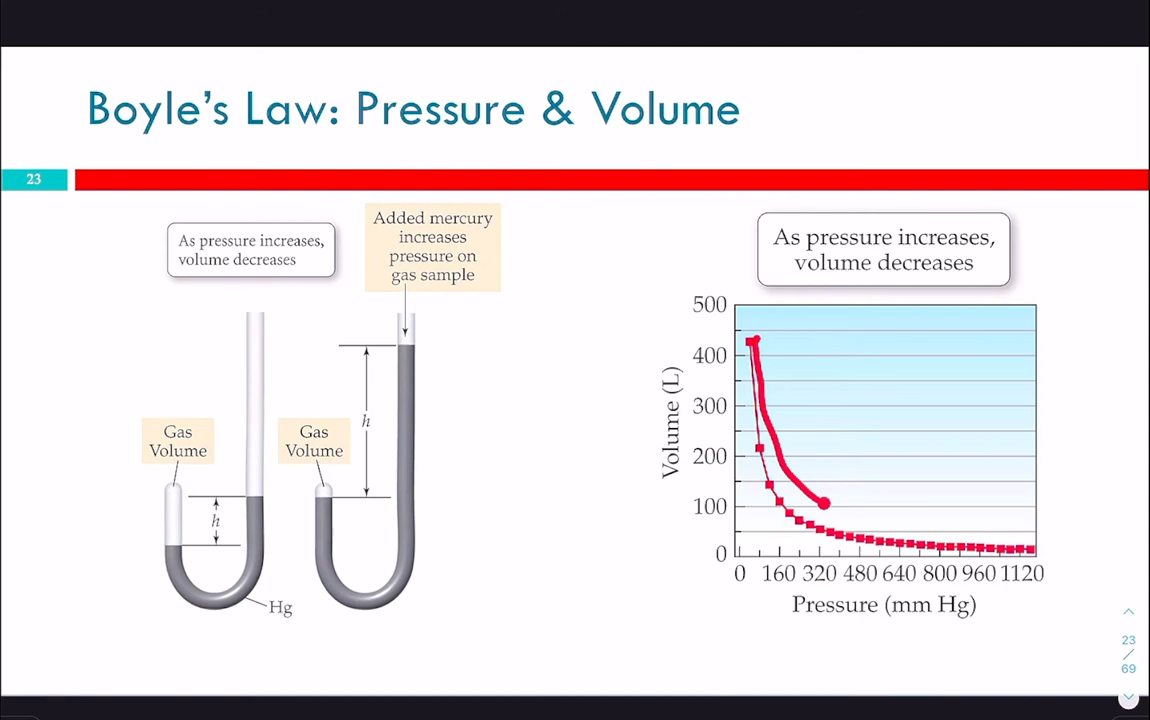 Boyle's Law: Pressure & Volume
23
As pressure increases,
volume decreases
Added mercury
increases
pressure on
gas sample
Gas
Volume
h
Gas
Volume
h
Hg
As pressure increases,
volume decreases
500
400
300
200
100
0
Volume (L)
0 160 320 480 640 800 960 1120
Pressure (mm Hg)
23
/
69